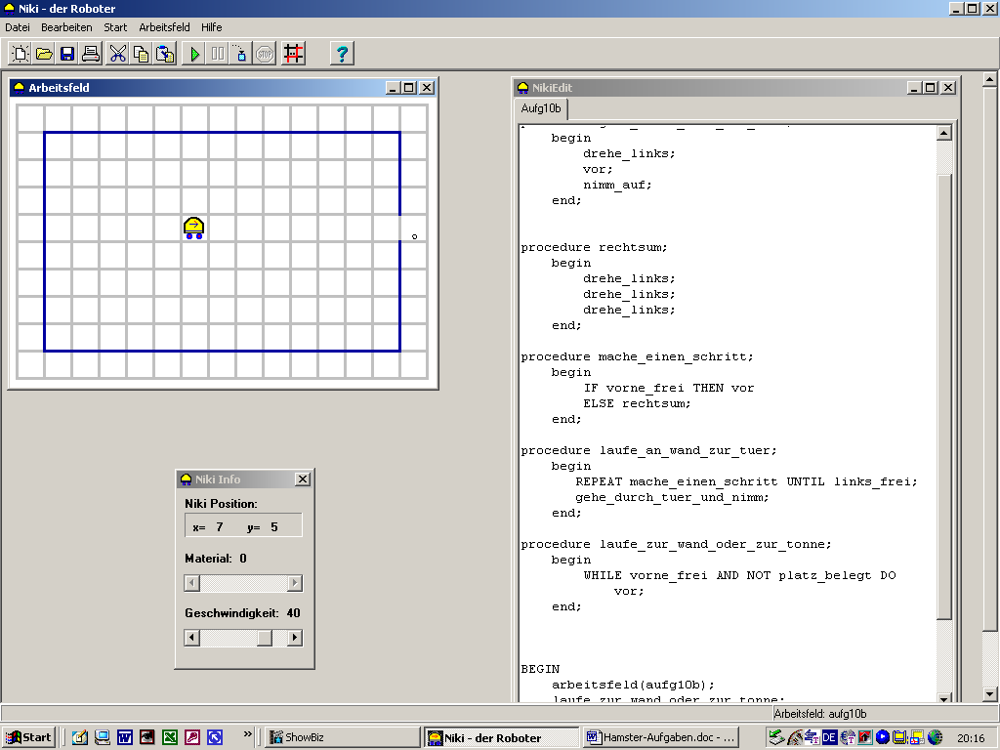 Niki - der Roboter
Datei Bearbeiten Start Arbeitsfeld Hilfe
STOP
?
Arbeitsfeld
NikiEdit
Aufg10b
begin
drehe_links;
vor;
nimm_auf;
end;
procedure rechtsum;
begin
drehe_links;
drehe_links;
drehe_links;
end;
procedure mache_einen_schritt;
begin
IF vorne_frei THEN vor
ELSE rechtsum;
end;
procedure laufe_an_wand_zur_tuer;
begin
REPEAT mache_einen_schritt UNTIL links_frei;
gehe_durch_tuer_und_nimm;
end;
procedure laufe_zur_wand_oder_zur_tonne;
begin
WHILE vorne_frei AND NOT platz_belegt DO
vor;
end;
BEGIN
arbeitsfeld(aufg10b);
laufe_zur_wand_oder_zur_tonne;
Niki Info
Niki Position:
x= 7 y= 5
Material: 0
Geschwindigkeit: 40
Arbeitsfeld: aufg10b
Start
W
X
P
»
ShowBiz
Niki - der Roboter
Hamster-Aufgaben.doc - ...
DE
20:16